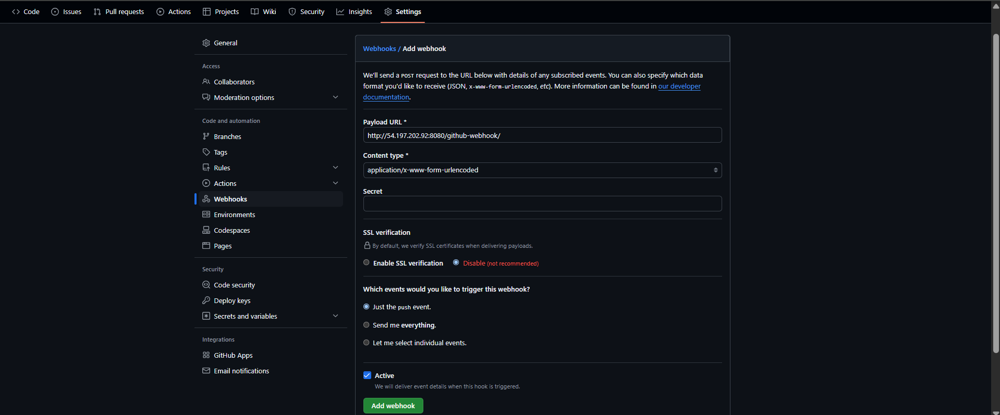 Code Issues Pull requests Actions Projects Wiki Security Insights Settings
General
Access
Collaborators
Moderation options
Code and automation
Branches
Tags
Rules
Actions
Webhooks
Environments
Codespaces
Pages
Security
Code security
Deploy keys
Secrets and variables
Integrations
GitHub Apps
Email notifications
Webhooks / Add webhook
We'll send a POST request to the URL below with details of any subscribed events. You can also specify which data
format you'd like to receive (JSON, x-www-form-urlencoded, etc). More information can be found in our developer
documentation.
Payload URL *
http://54.197.202.92:8080/github-webhook/
Content type *
application/x-www-form-urlencoded
Secret
SSL verification
By default, we verify SSL certificates when delivering payloads.
Enable SSL verification Disable (not recommended)
Which events would you like to trigger this webhook?
Just the push event.
Send me everything.
Let me select individual events.
Active
We will deliver event details when this hook is triggered.
Add webhook